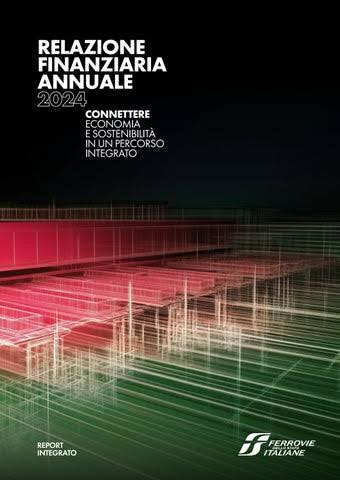 RELAZIONE
FINANZIARIA
ANNUALE
2024
CONNETTERE
ECONOMIA
E SOSTENIBILITÀ
IN UN PERCORSO
INTEGRATO
REPORT
INTEGRATO
FERROVIE
DELLO STATO
ITALIANE